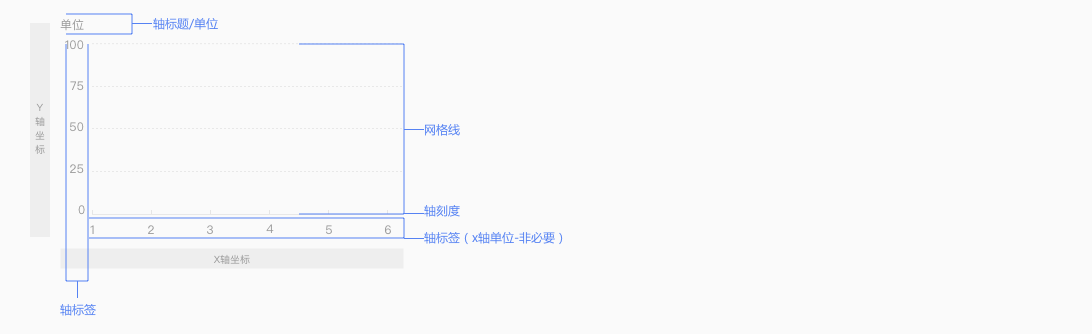 单位
轴标题/单位
100
75
50
25
0
Y
轴
坐
标
网格线
轴刻度
1 2 3 4 5 6
轴标签（x轴单位-非必要）
X轴坐标
轴标签